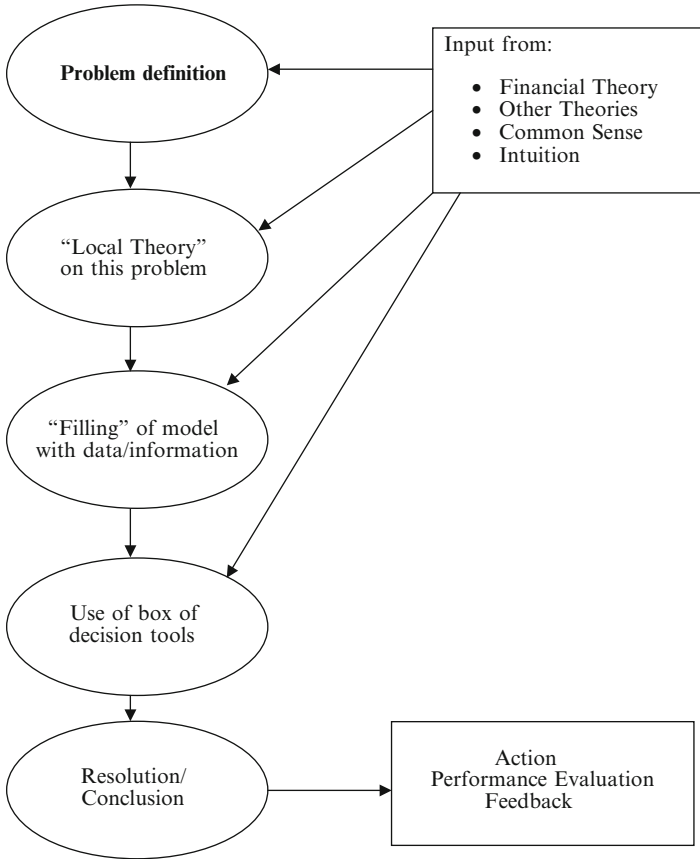 Problem definition
Input from:
• Financial Theory
• Other Theories
• Common Sense
• Intuition
“Local Theory”
on this problem
“Filling” of model
with data/information
Use of box of
decision tools
Resolution/
Conclusion
Action
Performance Evaluation
Feedback